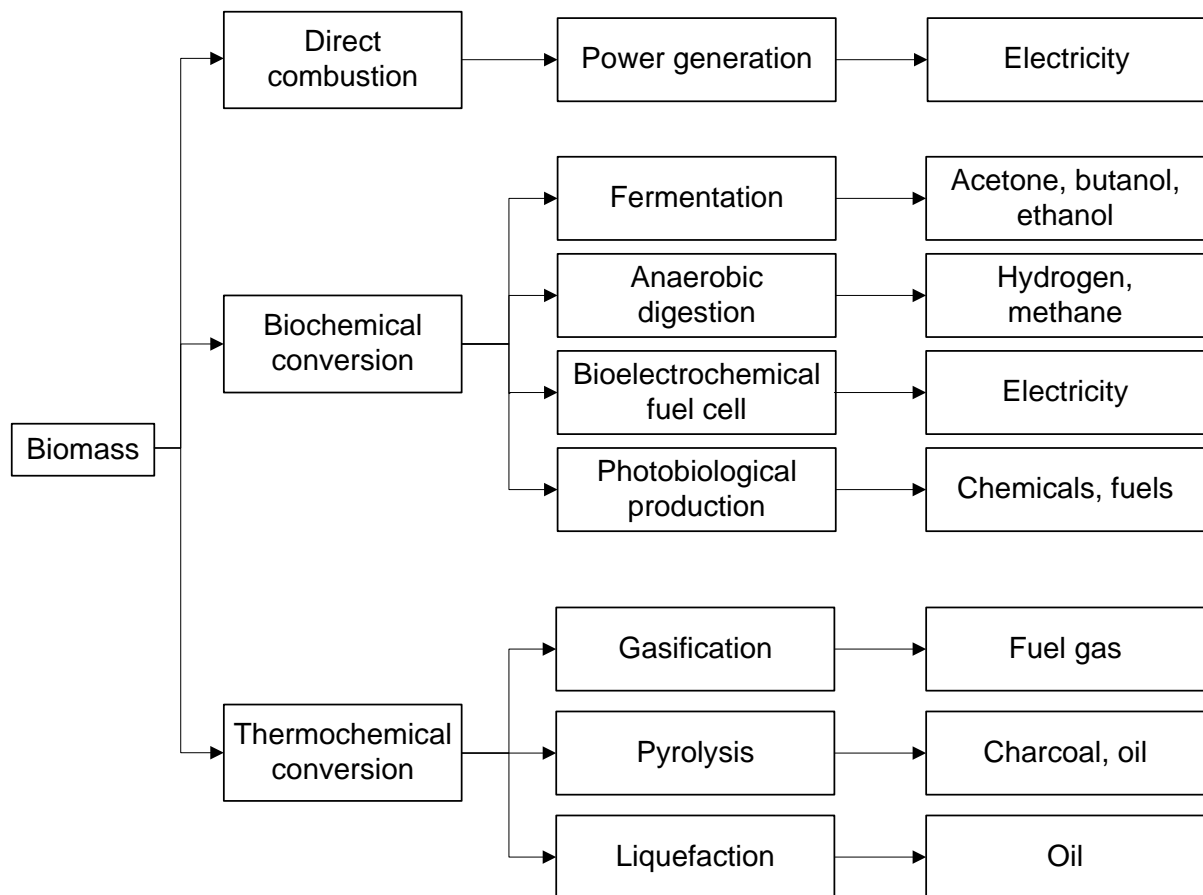 Direct
combustion
Power generation
Electricity
Fermentation
Acetone, butanol,
ethanol
Anaerobic
digestion
Hydrogen,
methane
Biochemical
conversion
Bioelectrochemical
fuel cell
Electricity
Biomass
Photobiological
production
Chemicals, fuels
Gasification
Fuel gas
Thermochemical
conversion
Pyrolysis
Charcoal, oil
Liquefaction
Oil